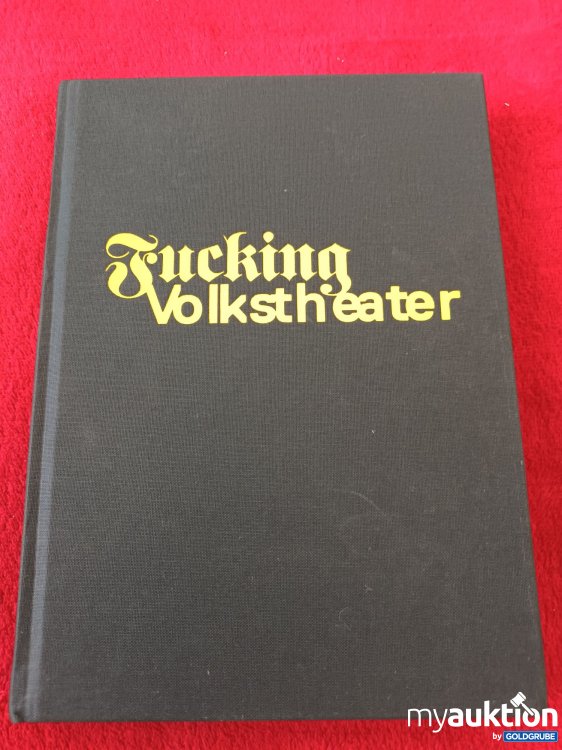 Fucking
Volkstheater
myauktion
by GOLDGRUBE